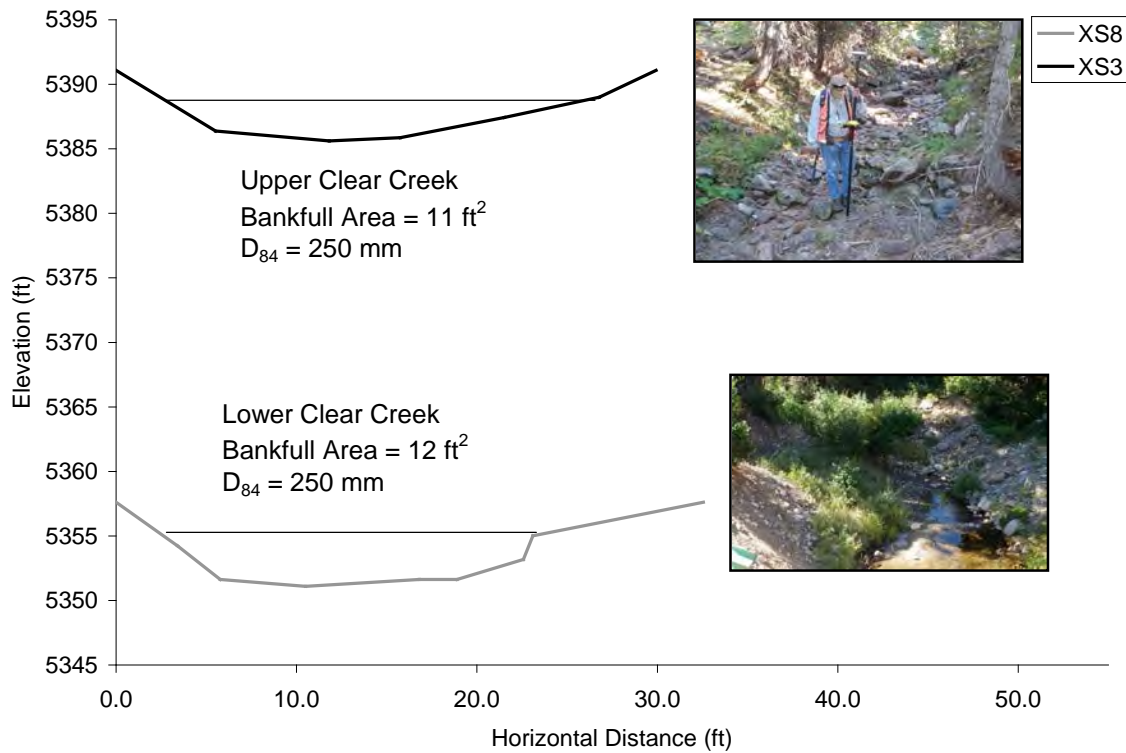 5395
5390
5385
5380
5375
5370
5365
5360
5355
5350
5345
Elevation (ft)
XS8
XS3
Upper Clear Creek
Bankfull Area = 11 ft²
D₈₄ = 250 mm
Lower Clear Creek
Bankfull Area = 12 ft²
D₈₄ = 250 mm
0.0 10.0 20.0 30.0 40.0 50.0
Horizontal Distance (ft)